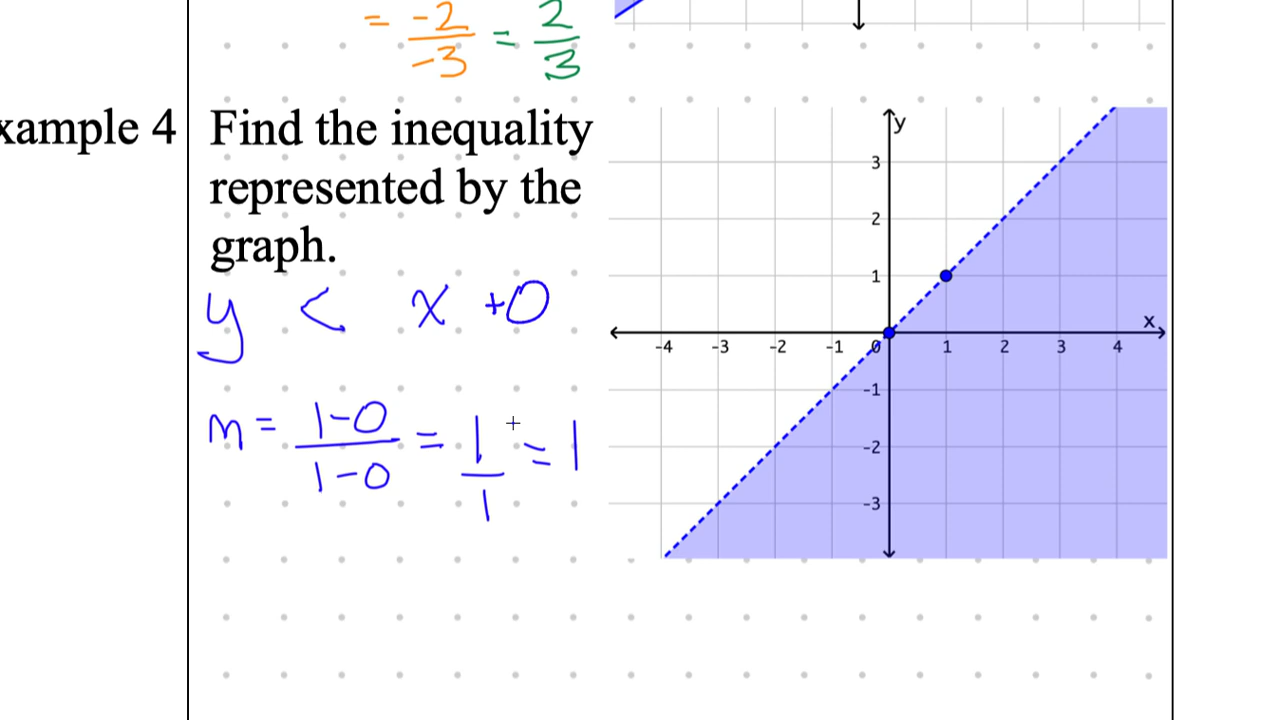 = -2/-3 = 2/3
xample 4
Find the inequality
represented by the
graph.
y < x +0
m = 1-0/1-0 = 1/1 = 1
y
3
2
1
x
-4 -3 -2 -1 0 1 2 3 4
-1
-2
-3